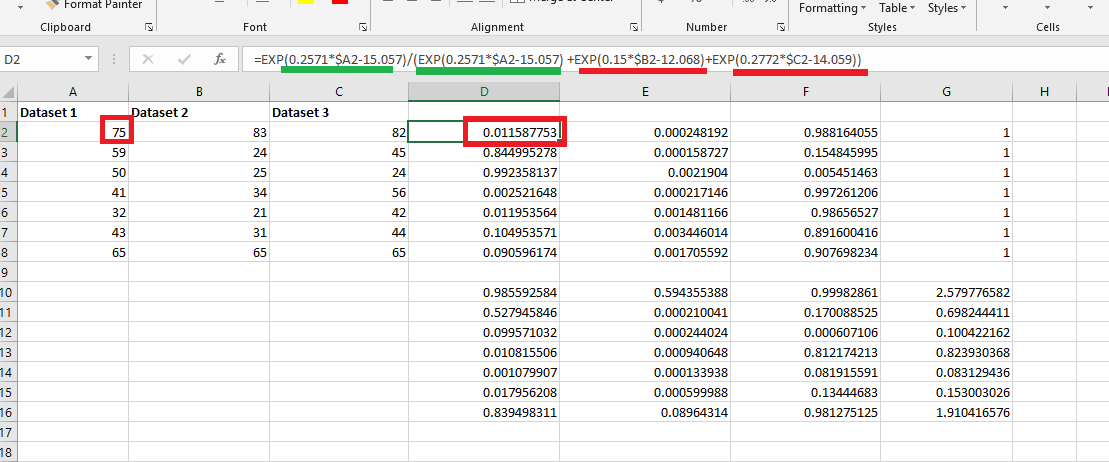 Format Painter
Merge & Center
$ %
Formatting Table Styles
Clipboard Font Alignment Number Styles Cells
D2 fx =EXP(0.2571*$A2-15.057)/(EXP(0.2571*$A2-15.057) +EXP(0.15*$B2-12.068)+EXP(0.2772*$C2-14.059))
A B C D E F G H
1 Dataset 1 Dataset 2 Dataset 3
2 75 83 82 0.011587753 0.000248192 0.988164055 1
3 59 24 45 0.844995278 0.000158727 0.154845995 1
4 50 25 24 0.992358137 0.0021904 0.005451463 1
5 41 34 56 0.002521648 0.000217146 0.997261206 1
6 32 21 42 0.011953564 0.001481166 0.98656527 1
7 43 31 44 0.104953571 0.003446014 0.891600416 1
8 65 65 65 0.090596174 0.001705592 0.907698234 1
9
10 0.985592584 0.594355388 0.99982861 2.579776582
11 0.527945846 0.000210041 0.170088525 0.698244411
12 0.099571032 0.000244024 0.000607106 0.100422162
13 0.010815506 0.000940648 0.812174213 0.823930368
14 0.001079907 0.000133938 0.081915591 0.083129436
15 0.017956208 0.000599988 0.13444683 0.153003026
16 0.839498311 0.08964314 0.981275125 1.910416576
17
18